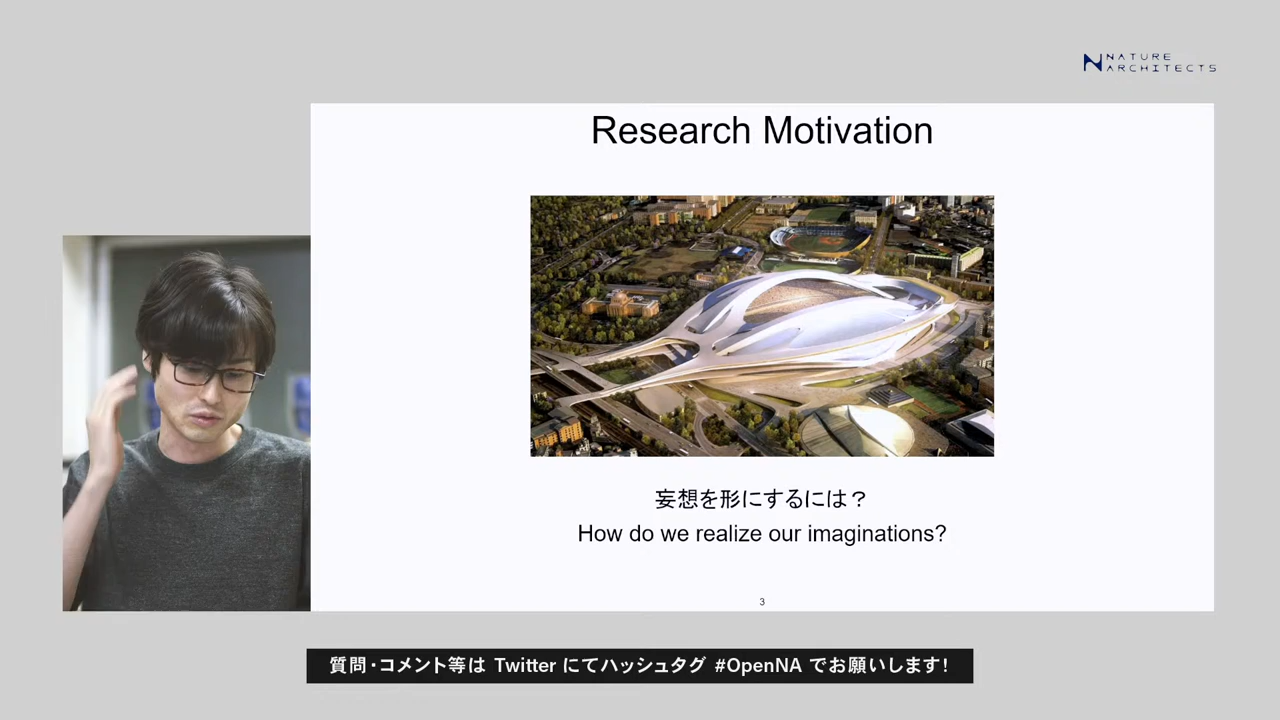 NATURE
ARCHITECTS
Research Motivation
妄想を形にするには？
How do we realize our imaginations?
3
質問・コメント等は Twitter にてハッシュタグ #OpenNA でお願いします!